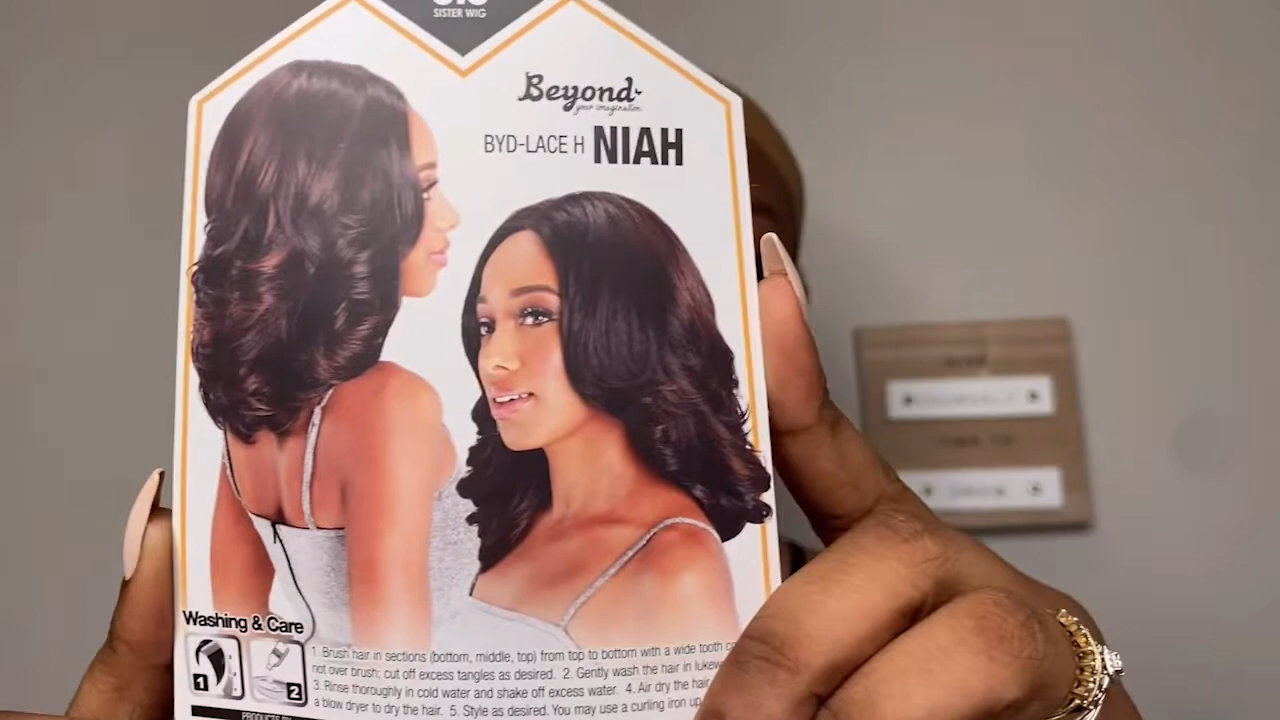 SISTER WIG
Beyond
your imagination
BYD-LACE H NIAH
Washing & Care
1 2
1. Brush hair in sections (bottom, middle, top) from top to bottom with a wide tooth
not over brush; cut off excess tangles as desired. 2. Gently wash the hair in
3. Rinse thoroughly in cold water and shake off excess water. 4. Air dry the hair
a blow dryer to dry the hair. 5. Style as desired. You may use a curling iron up